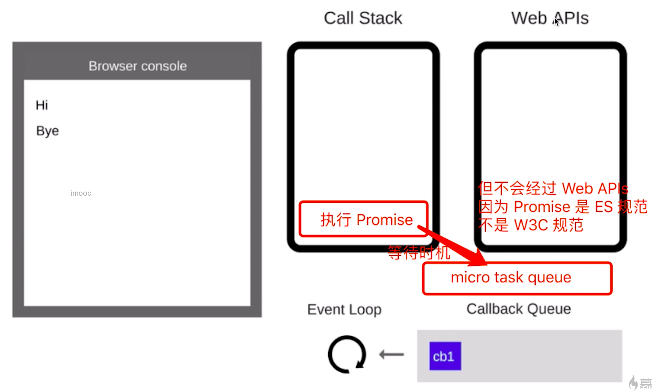 Call Stack
Web APIs
Browser console
Hi
Bye
imooc
执行 Promise
但不会经过 Web APIs
因为 Promise 是 ES 规范
不是 W3C 规范
等待时机
micro task queue
Event Loop
Callback Queue
cb1